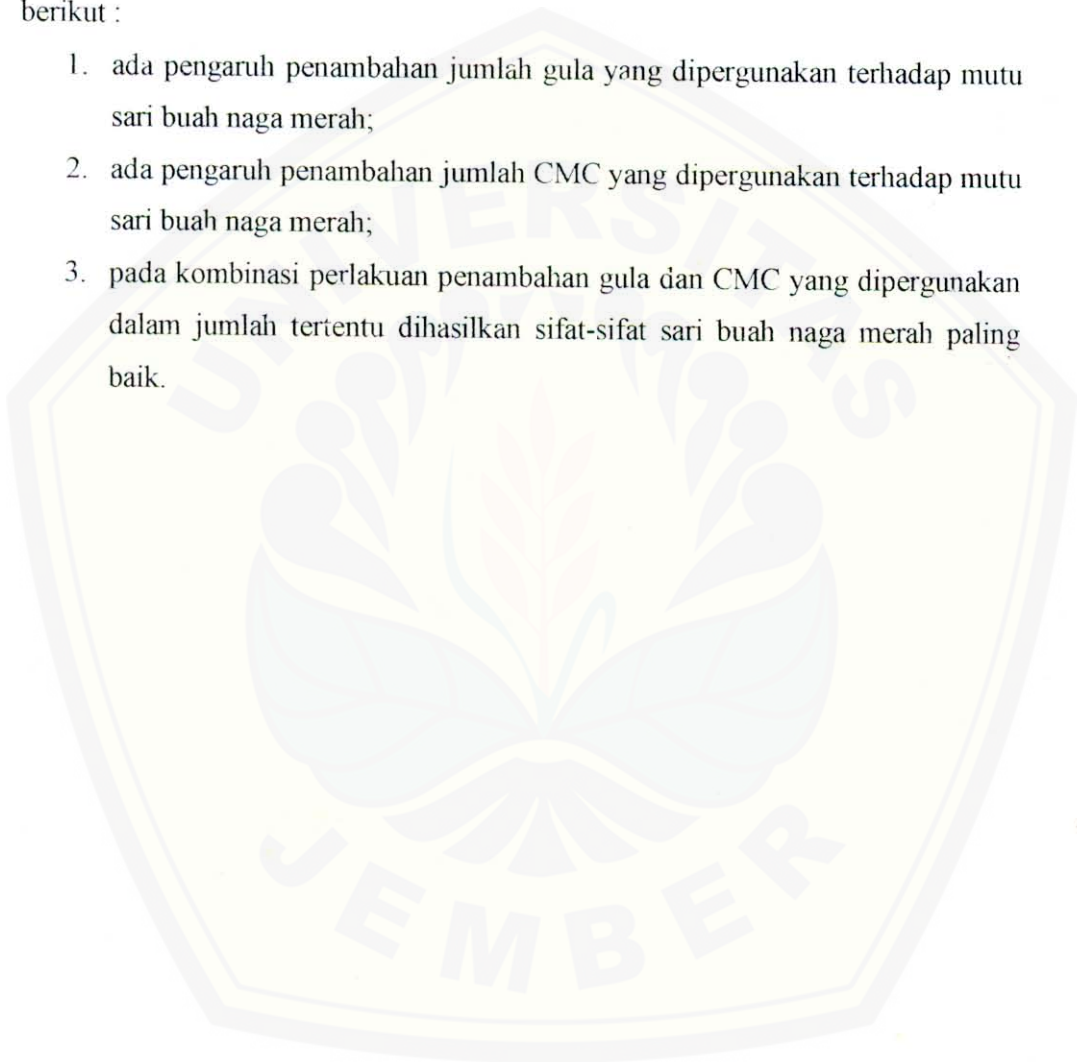 berikut :
1. ada pengaruh penambahan jumlah gula yang dipergunakan terhadap mutu
sari buah naga merah;
2. ada pengaruh penambahan jumlah CMC yang dipergunakan terhadap mutu
sari buah naga merah;
3. pada kombinasi perlakuan penambahan gula dan CMC yang dipergunakan
dalam jumlah tertentu dihasilkan sifat-sifat sari buah naga merah paling
baik.
UNIVERSITAS
JEMBER